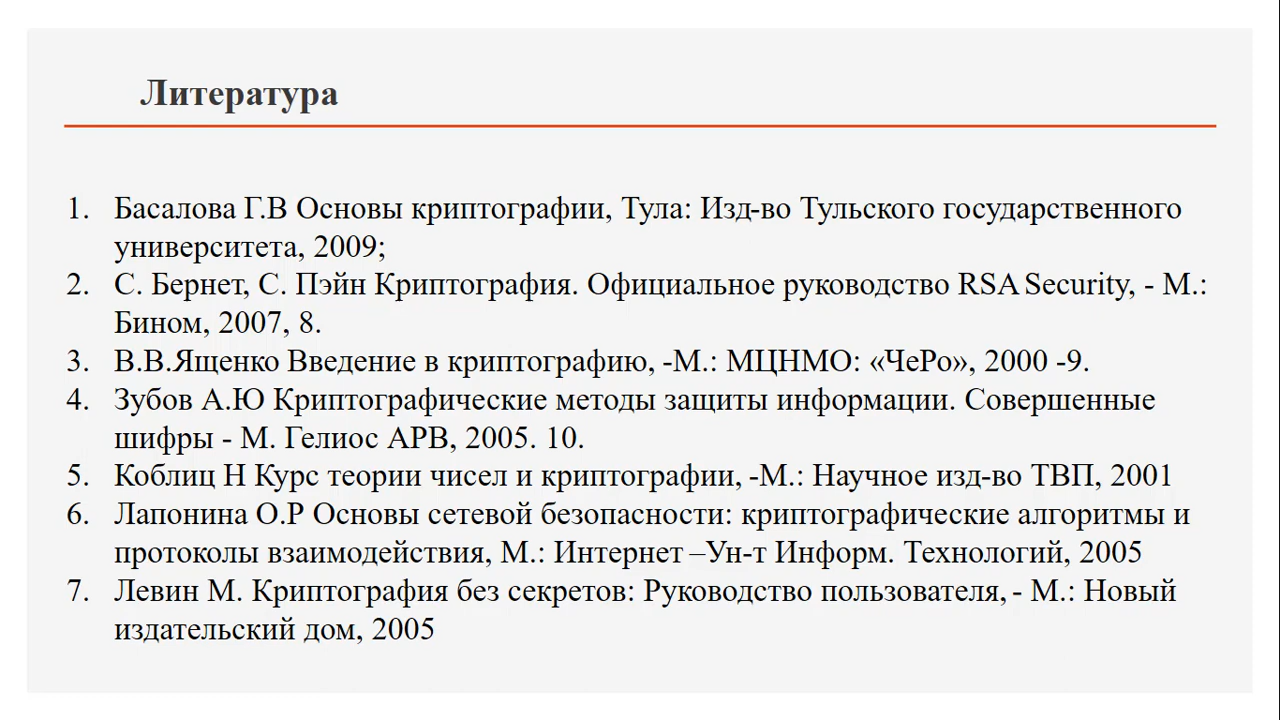 Литература
1. Басалова Г.В Основы криптографии, Тула: Изд-во Тульского государственного
университета, 2009;
2. С. Бернет, С. Пэйн Криптография. Официальное руководство RSA Security, - М.:
Бином, 2007, 8.
3. В.В.Ященко Введение в криптографию, -М.: МЦНМО: «ЧеРо», 2000 -9.
4. Зубов А.Ю Криптографические методы защиты информации. Совершенные
шифры - М. Гелиос АРВ, 2005. 10.
5. Коблиц Н Курс теории чисел и криптографии, -М.: Научное изд-во ТВП, 2001
6. Лапонина О.Р Основы сетевой безопасности: криптографические алгоритмы и
протоколы взаимодействия, М.: Интернет –Ун-т Информ. Технологий, 2005
7. Левин М. Криптография без секретов: Руководство пользователя, - М.: Новый
издательский дом, 2005